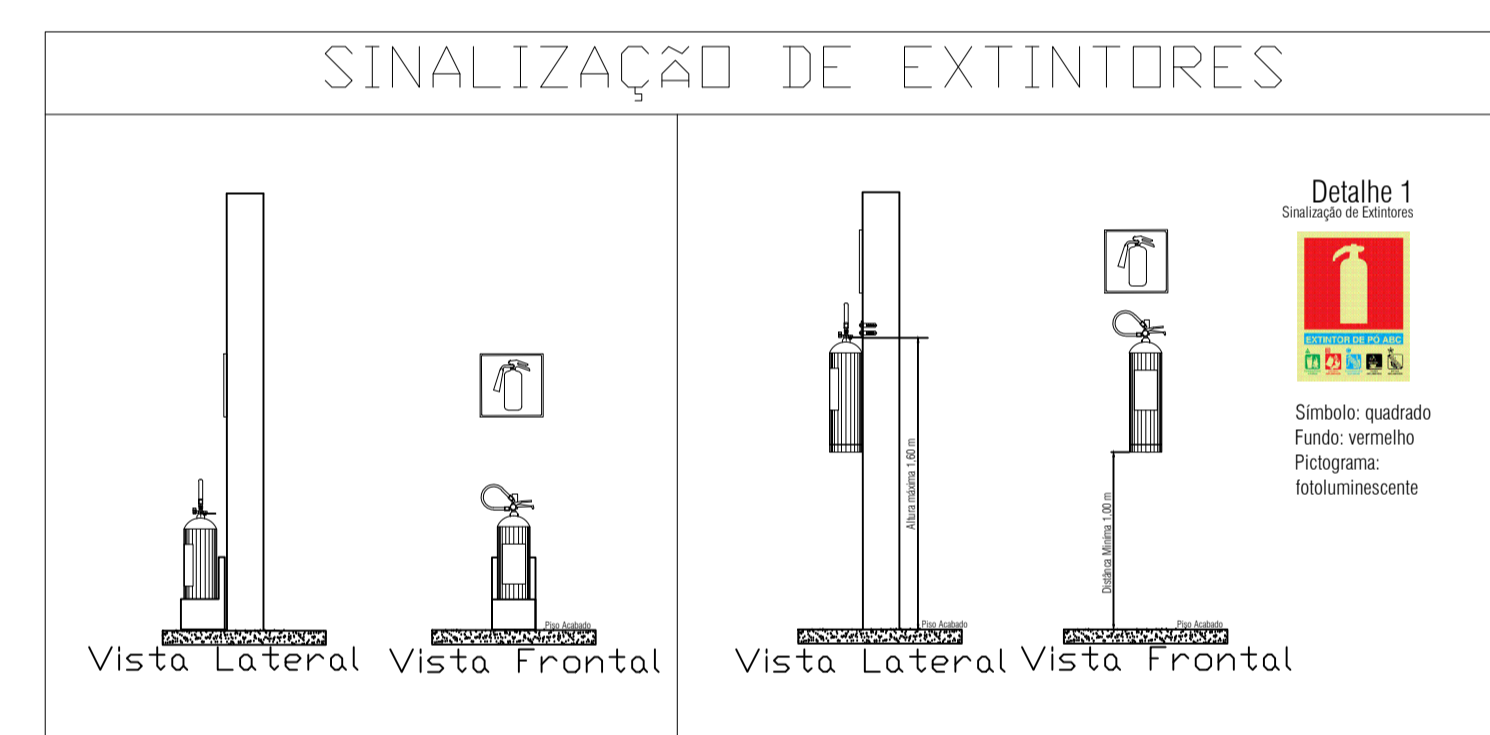 SINALIZAÇÃO DE EXTINTORES
Piso Acabado
Vista Lateral
Vista Frontal
Altura máxima 1,60 m
Piso Acabado
Vista Lateral
Distânca Mínima 1,00 m
Piso Acabado
Vista Frontal
Detalhe 1
Sinalização de Extintores
EXTINTOR DE PÓ ABC
Símbolo: quadrado
Fundo: vermelho
Pictograma:
fotoluminescente